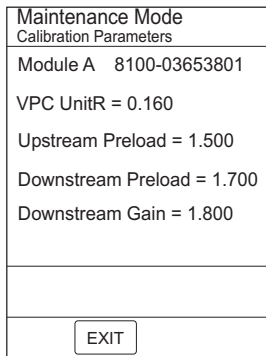 Maintenance Mode
Calibration Parameters
Module A 8100-03653801
VPC UnitR = 0.160
Upstream Preload = 1.500
Downstream Preload = 1.700
Downstream Gain = 1.800
EXIT